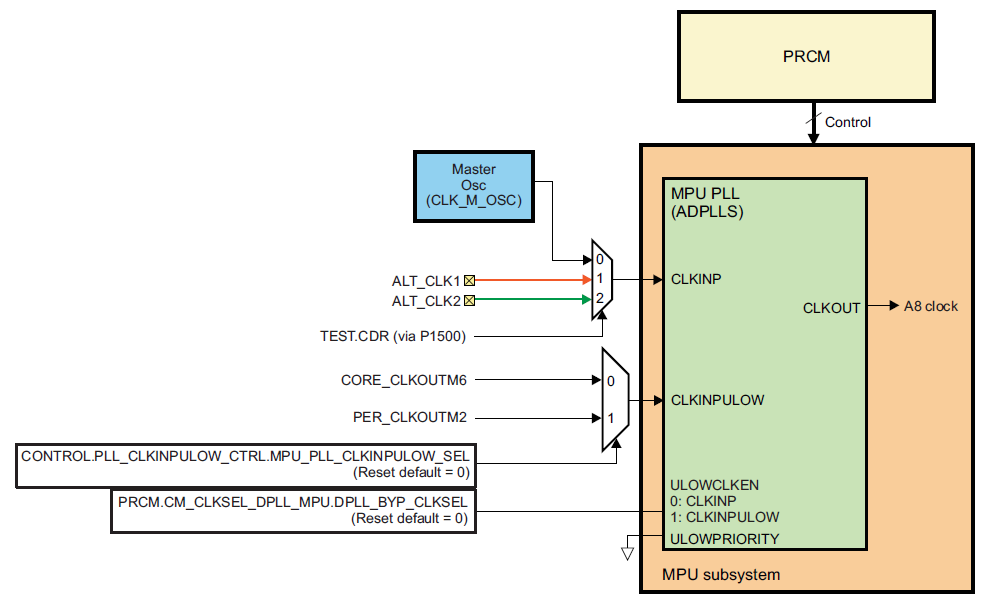 PRCM
Control
Master
Osc
(CLK_M_OSC)
MPU PLL
(ADPLLS)
0
1
2
ALT_CLK1
ALT_CLK2
CLKINP
CLKOUT
A8 clock
TEST.CDR (via P1500)
CORE_CLKOUTM6
0
CLKINPULOW
PER_CLKOUTM2
1
CONTROL.PLL_CLKINPULOW_CTRL.MPU_PLL_CLKINPULOW_SEL
(Reset default = 0)
PRCM.CM_CLKSEL_DPLL_MPU.DPLL_BYP_CLKSEL
(Reset default = 0)
ULOWCLKEN
0: CLKINP
1: CLKINPULOW
ULOWPRIORITY
MPU subsystem